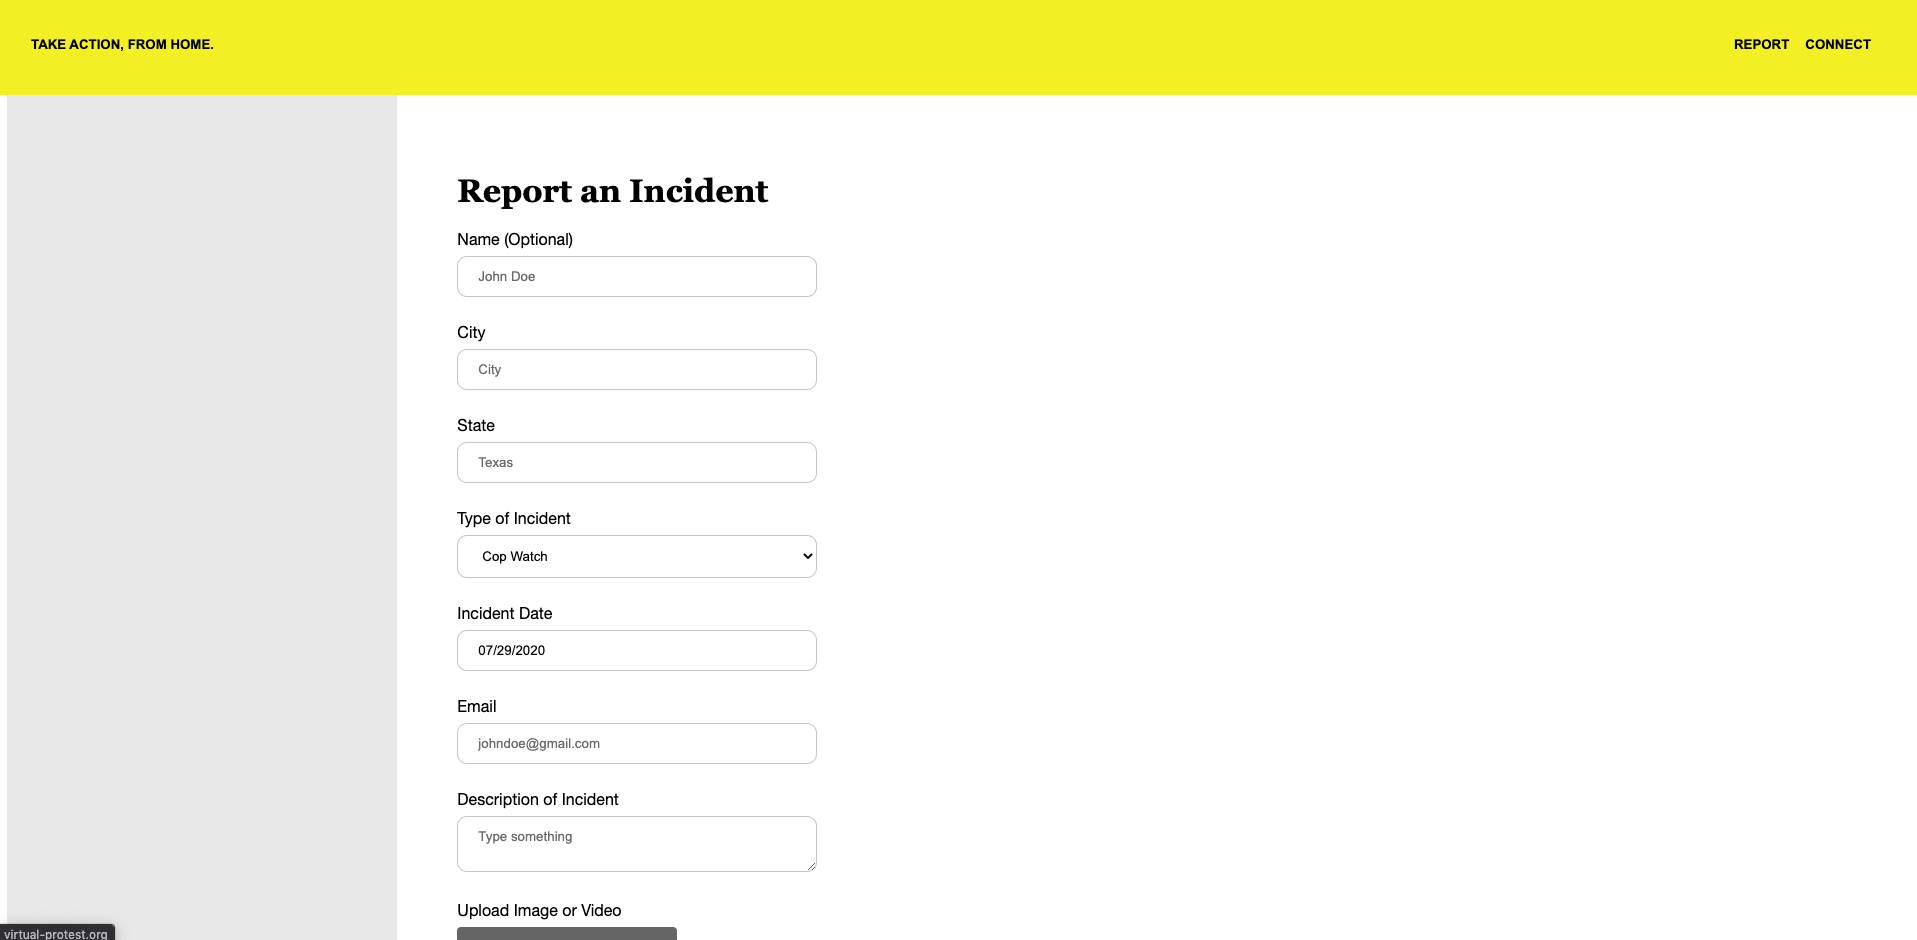 TAKE ACTION, FROM HOME.
REPORT CONNECT
Report an Incident
Name (Optional)
John Doe
City
City
State
Texas
Type of Incident
Cop Watch
Incident Date
07/29/2020
Email
johndoe@gmail.com
Description of Incident
Type something
Upload Image or Video
virtual-protest.org